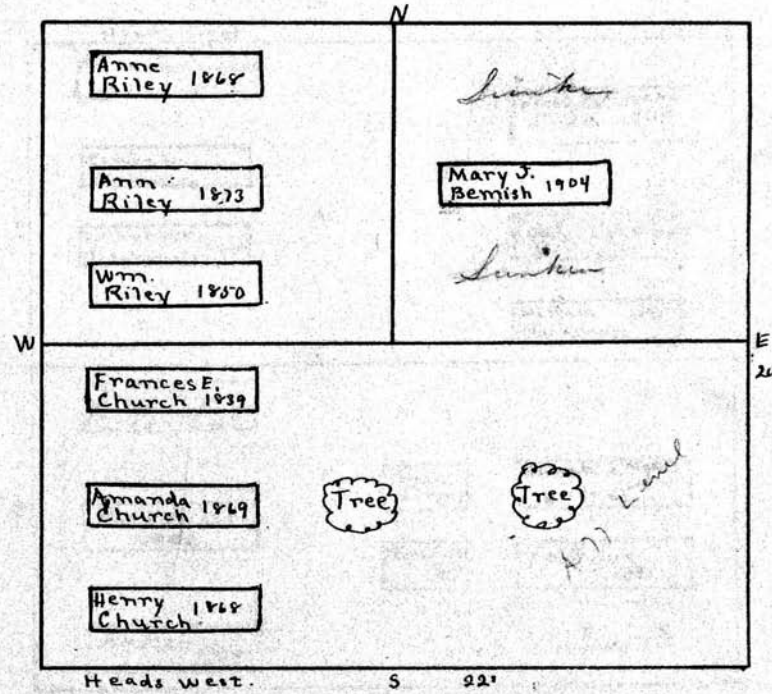 N
Anne
Riley 1868
Sunken
Ann
Riley 1873
Mary J.
Bemish 1904
Wm.
Riley 1850
Sunken
W
E
Frances E.
Church 1839
Amanda
Church 1869
Tree
Tree
Level
Henry
Church 1868
Heads West. S 22'